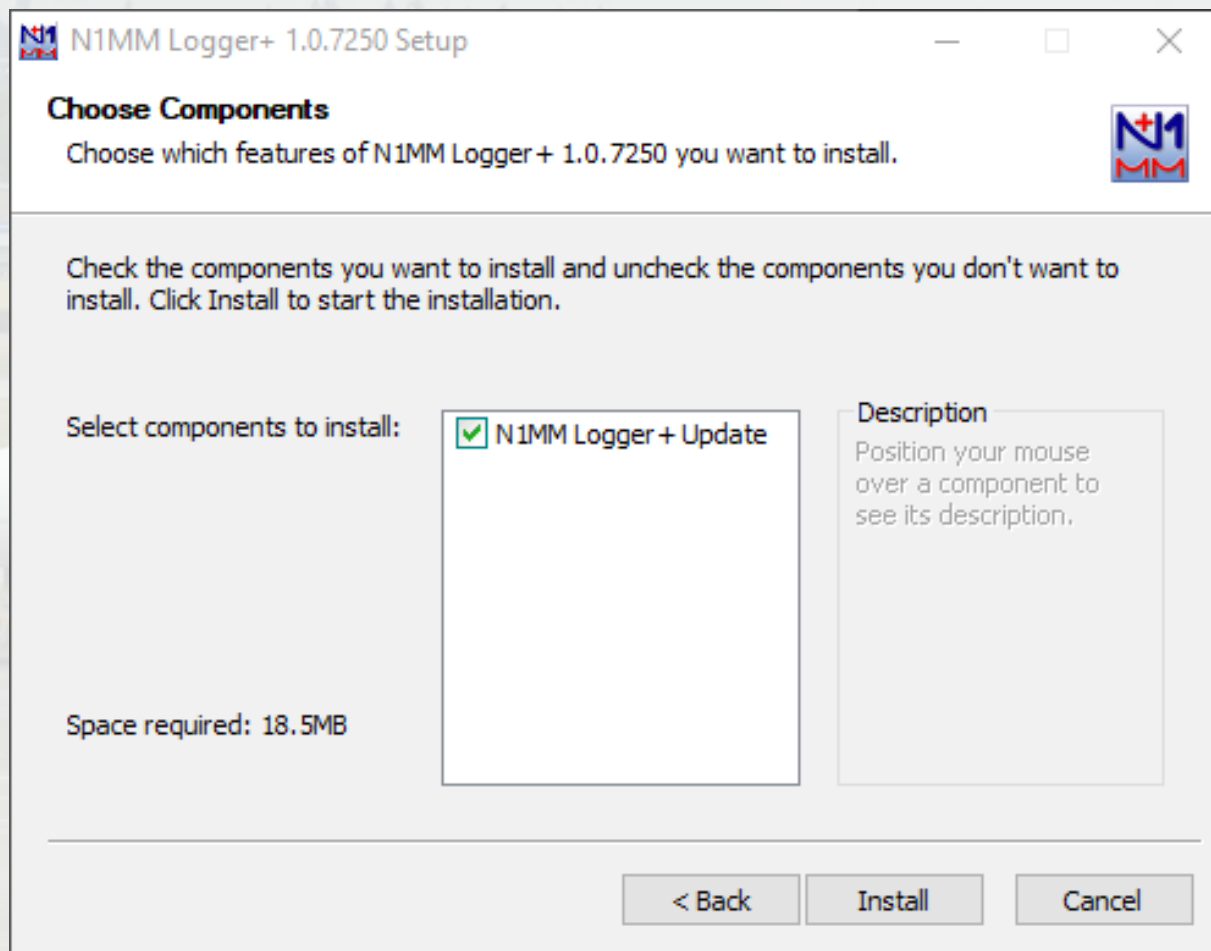 N1MM Logger+ 1.0.7250 Setup
Choose Components
Choose which features of N1MM Logger+ 1.0.7250 you want to install.
N+1
MM
Check the components you want to install and uncheck the components you don't want to
install. Click Install to start the installation.
Select components to install:
N1MM Logger+ Update
Description
Position your mouse
over a component to
see its description.
Space required: 18.5MB
< Back
Install
Cancel